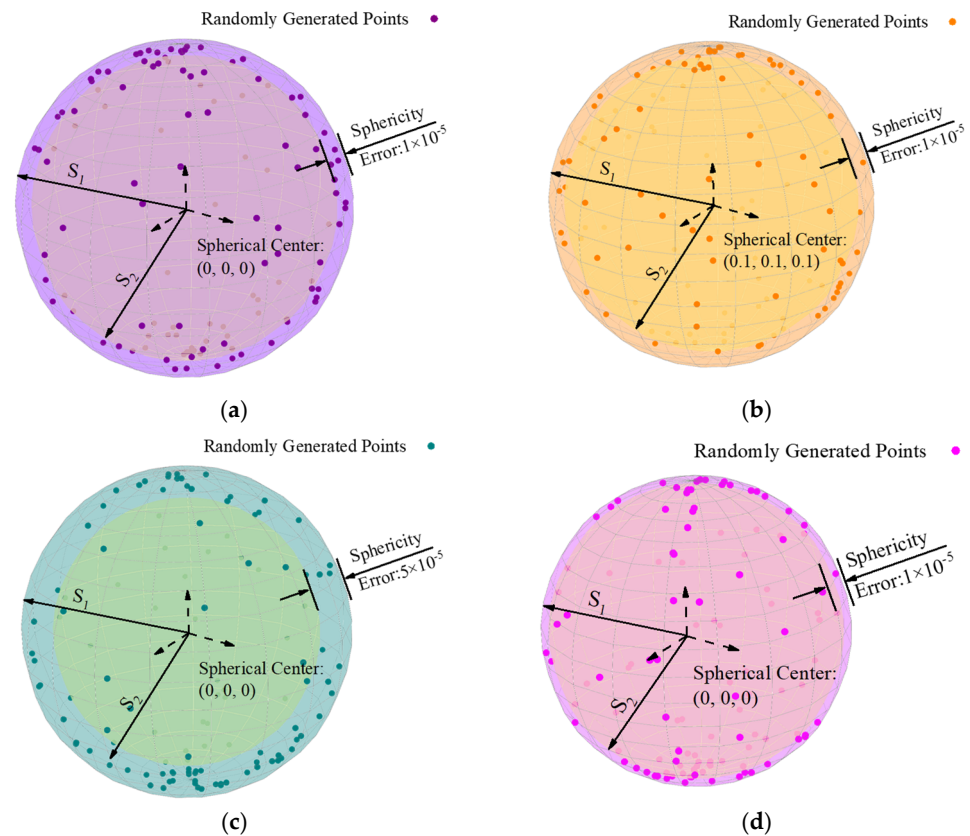 Randomly Generated Points
Sphericity
Error:1×10⁻⁵
S₁
Spherical Center:
(0, 0, 0)
S₂
(a)
Randomly Generated Points
Sphericity
Error:1×10⁻⁵
S₁
Spherical Center:
(0.1, 0.1, 0.1)
S₂
(b)
Randomly Generated Points
Sphericity
Error:5×10⁻⁵
S₁
Spherical Center:
(0, 0, 0)
S₂
(c)
Randomly Generated Points
Sphericity
Error:1×10⁻⁵
S₁
Spherical Center:
(0, 0, 0)
S₂
(d)